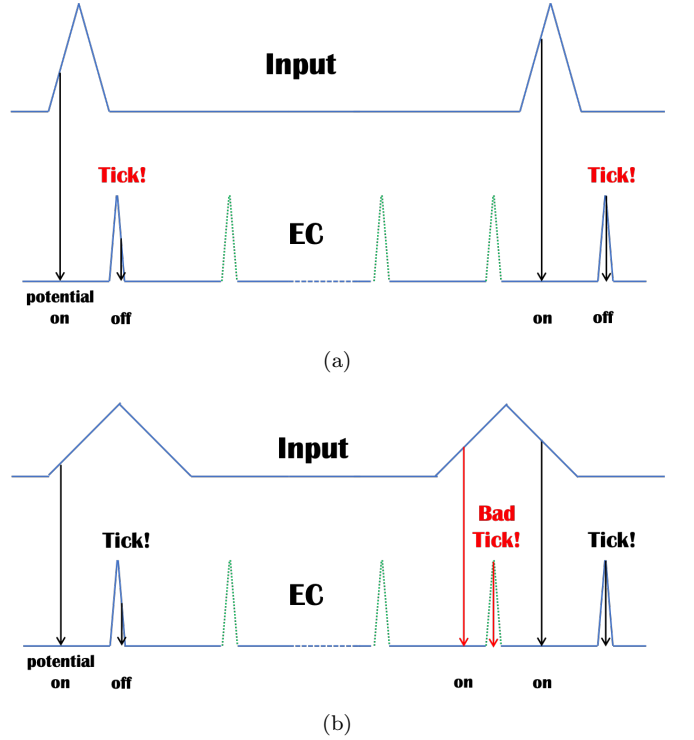 Input
Tick! Tick!
EC
potential
on off on off
(a)
Input
Bad
Tick! Tick! Tick!
EC
potential
on off on on
(b)